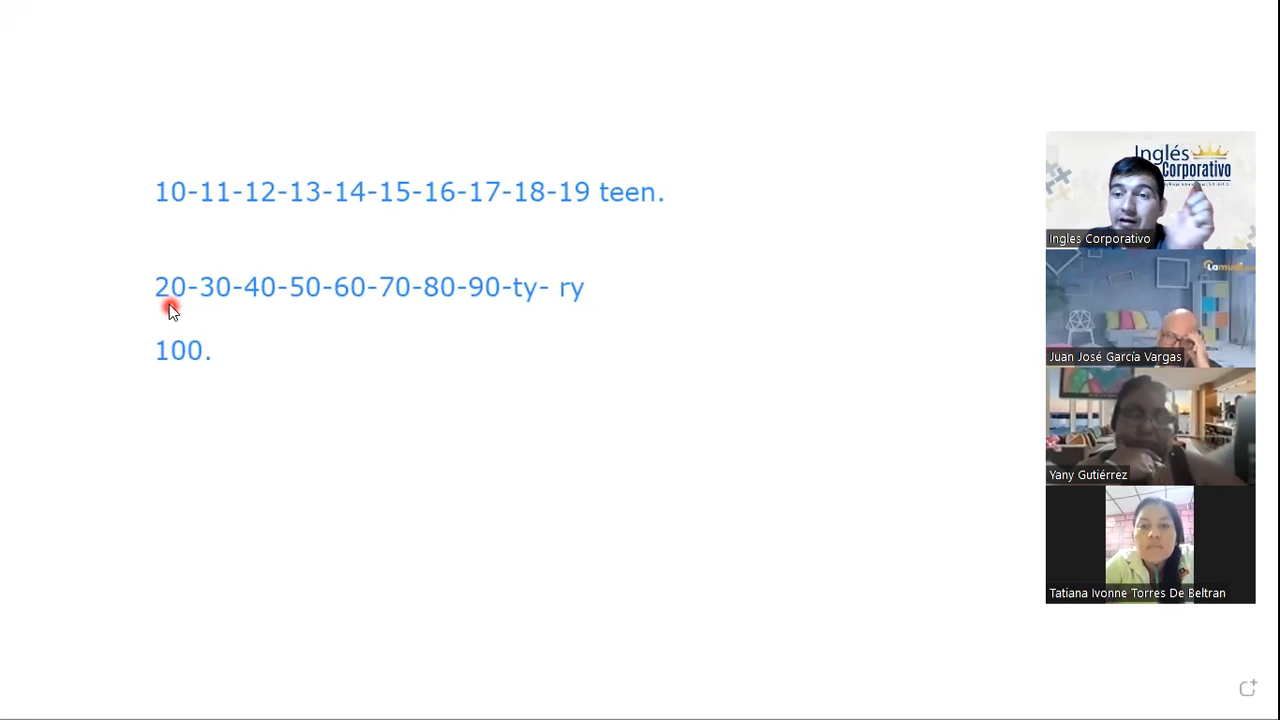 10-11-12-13-14-15-16-17-18-19 teen.
20-30-40-50-60-70-80-90-ty- ry
100.
Inglés
Corporativo
Ingles Corporativo
Juan José García Vargas
Yany Gutiérrez
Tatiana Ivonne Torres De Beltran